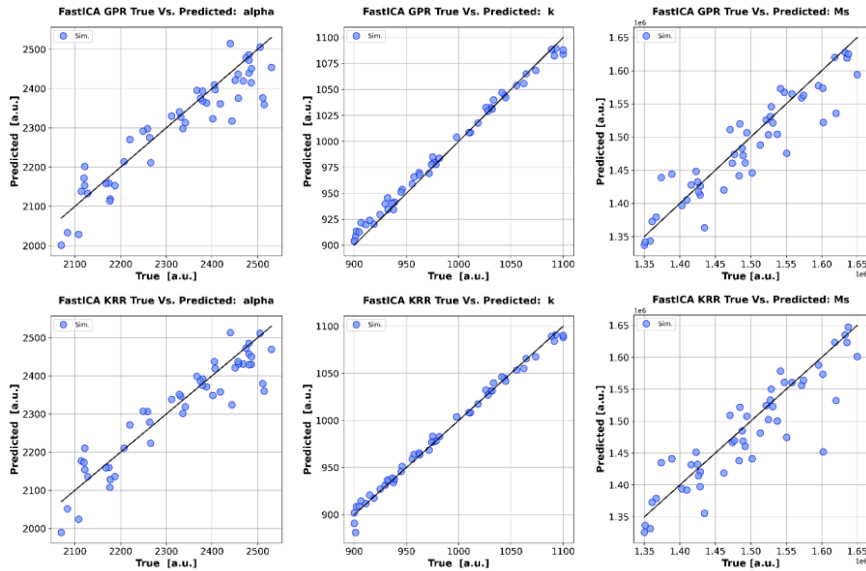 FastICA GPR True Vs. Predicted: alpha
Sim.
2500
2400
2300
2200
2100
2000
2100
2200
2300
2400
2500
Predicted [a.u.]
True [a.u.]
FastICA GPR True Vs. Predicted: k
Sim.
1100
1075
1050
1025
1000
975
950
925
900
900
950
1000
1050
1100
Predicted [a.u.]
True [a.u.]
FastICA GPR True Vs. Predicted: Ms
1e6
Sim.
1.65
1.60
1.55
1.50
1.45
1.40
1.35
1.35
1.40
1.45
1.50
1.55
1.60
1.65
1e6
Predicted [a.u.]
True [a.u.]
FastICA KRR True Vs. Predicted: alpha
Sim.
2500
2400
2300
2200
2100
2000
2100
2200
2300
2400
2500
Predicted [a.u.]
True [a.u.]
FastICA KRR True Vs. Predicted: k
Sim.
1100
1050
1000
950
900
900
950
1000
1050
1100
Predicted [a.u.]
True [a.u.]
FastICA KRR True Vs. Predicted: Ms
1e6
Sim.
1.65
1.60
1.55
1.50
1.45
1.40
1.35
1.35
1.40
1.45
1.50
1.55
1.60
1.65
1e6
Predicted [a.u.]
True [a.u.]